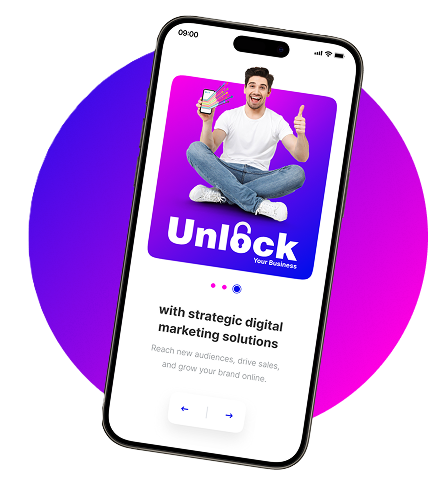 09:00
Unlock
Your Business
with strategic digital
marketing solutions
Reach new audiences, drive sales,
and grow your brand online.